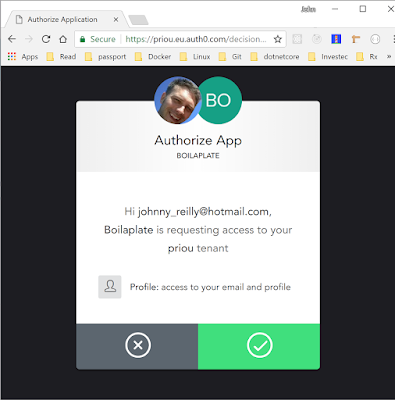 Authorize Application
John
Secure https://priou.eu.auth0.com/decision...
Apps Read passport Docker Linux Git dotnetcore Investec Rx »
BO
Authorize App
BOILAPLATE
Hi johnny_reilly@hotmail.com,
Boilaplate is requesting access to your
priou tenant
Profile: access to your email and profile